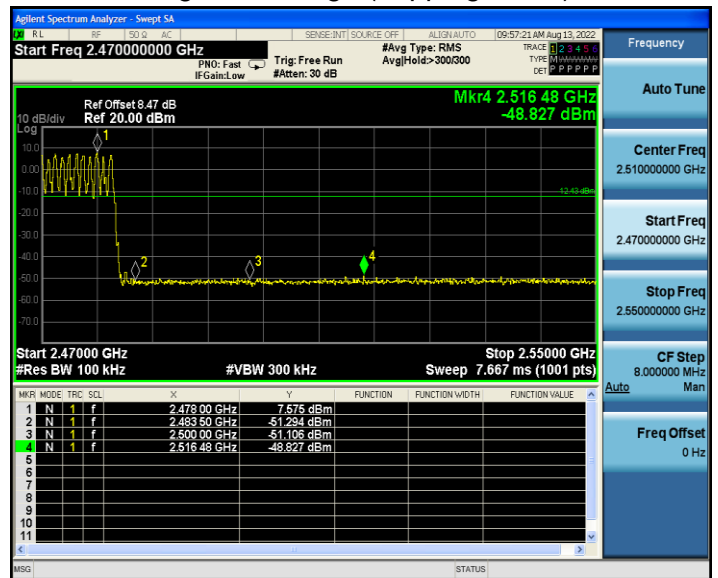 Agilent Spectrum Analyzer - Swept SA
RL RF 50 Ω AC SENSE:INT SOURCE OFF ALIGNAUTO 09:57:21 AM Aug 13, 2022
Start Freq 2.470000000 GHz
PNO: Fast
IFGain:Low
Trig: Free Run
#Atten: 30 dB
#Avg Type: RMS
Avg|Hold:>300/300
TRACE 1 2 3 4 5 6
TYPE M
DET P P P P P P
Ref Offset 8.47 dB
10 dB/div Ref 20.00 dBm
Log
Mkr4 2.516 48 GHz
-48.827 dBm
10.0
0.00
-10.0
-20.0
-30.0
-40.0
-50.0
-60.0
-70.0
1
2
3
4
-12.43 dBm
Start 2.47000 GHz Stop 2.55000 GHz
#Res BW 100 kHz #VBW 300 kHz Sweep 7.667 ms (1001 pts)
MKR MODE TRC SCL X Y FUNCTION FUNCTION WIDTH FUNCTION VALUE
1 N 1 f 2.478 00 GHz 7.575 dBm
2 N 1 f 2.483 50 GHz -51.294 dBm
3 N 1 f 2.500 00 GHz -51.106 dBm
4 N 1 f 2.516 48 GHz -48.827 dBm
5
6
7
8
9
10
11
MSG STATUS
Frequency
Auto Tune
Center Freq
2.510000000 GHz
Start Freq
2.470000000 GHz
Stop Freq
2.550000000 GHz
CF Step
8.000000 MHz
Auto Man
Freq Offset
0 Hz